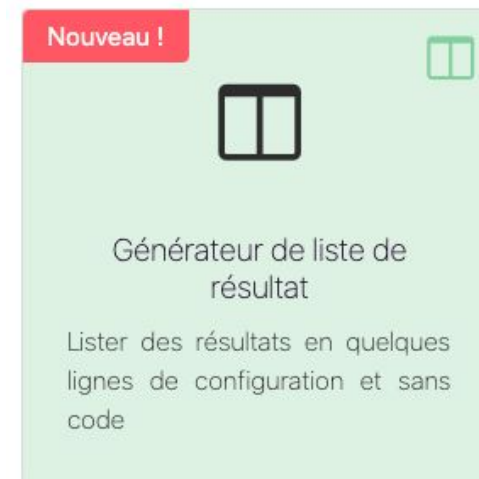 Nouveau !
Générateur de liste de
résultat
Lister des résultats en quelques
lignes de configuration et sans
code